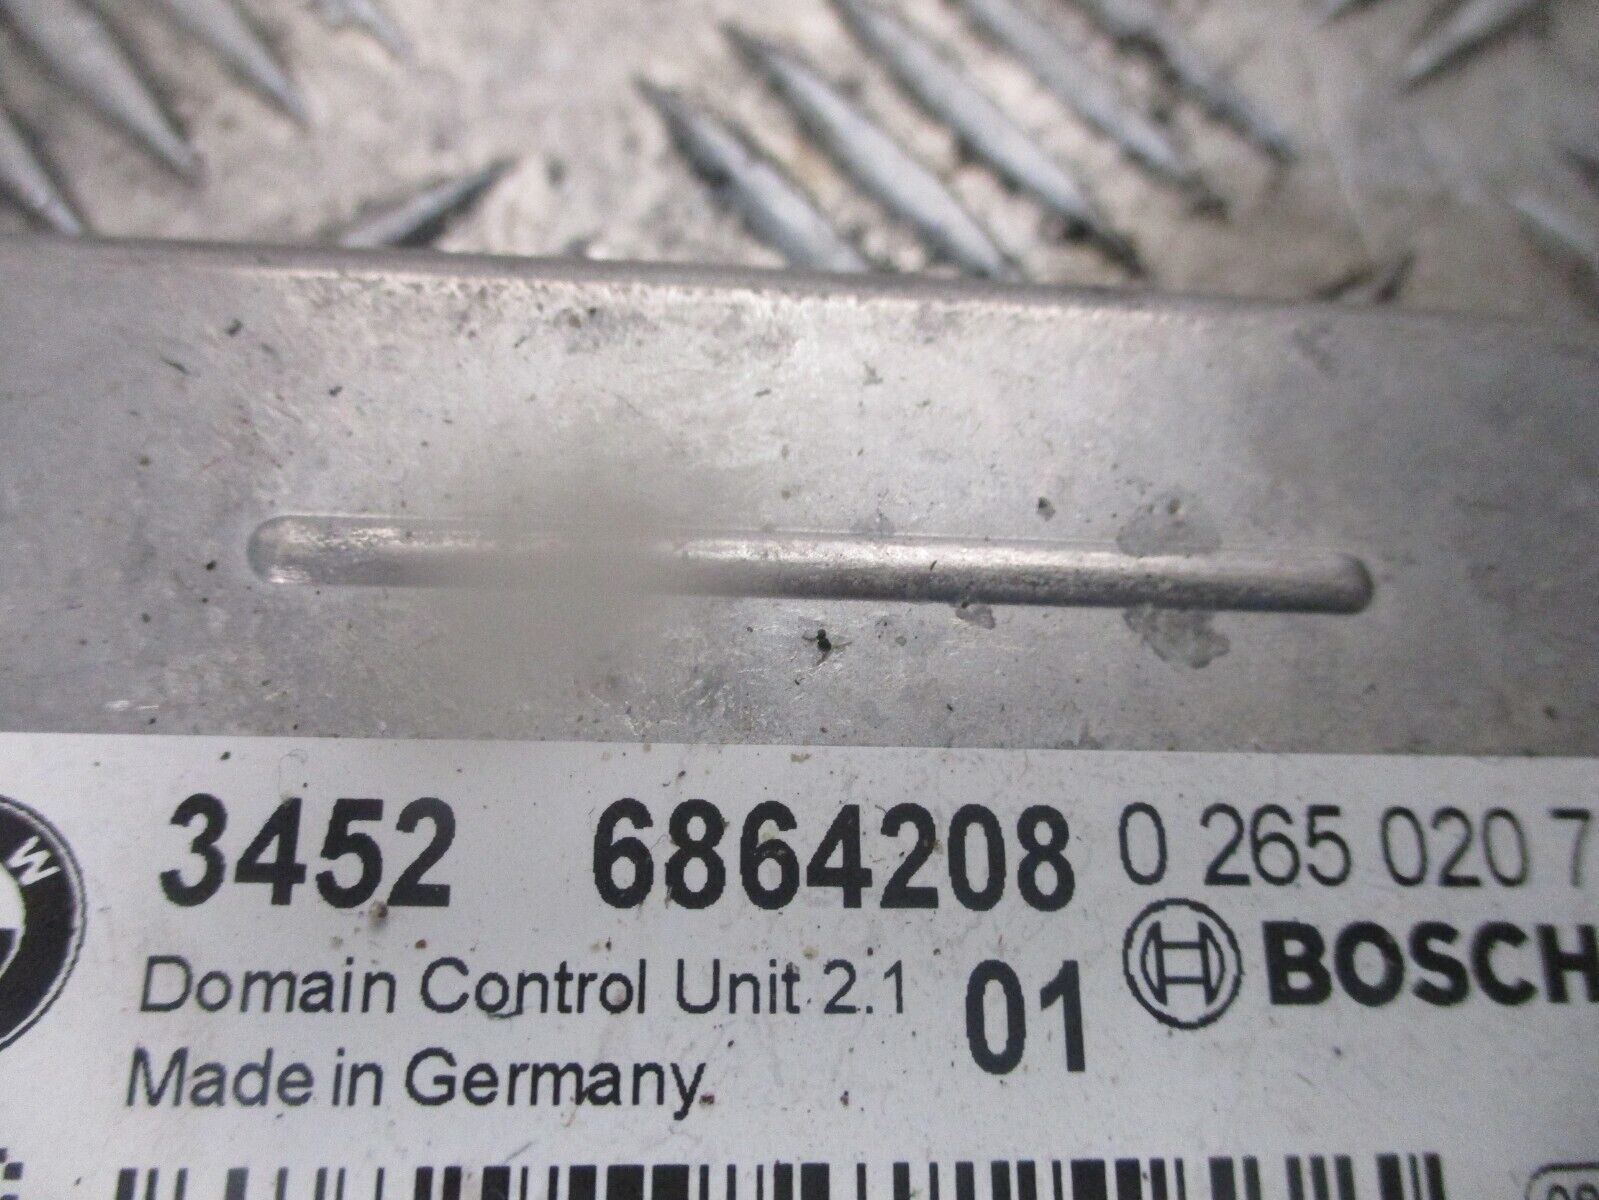 3452 6864208 0 265 020 7
Domain Control Unit 2.1 01 BOSCH
Made in Germany